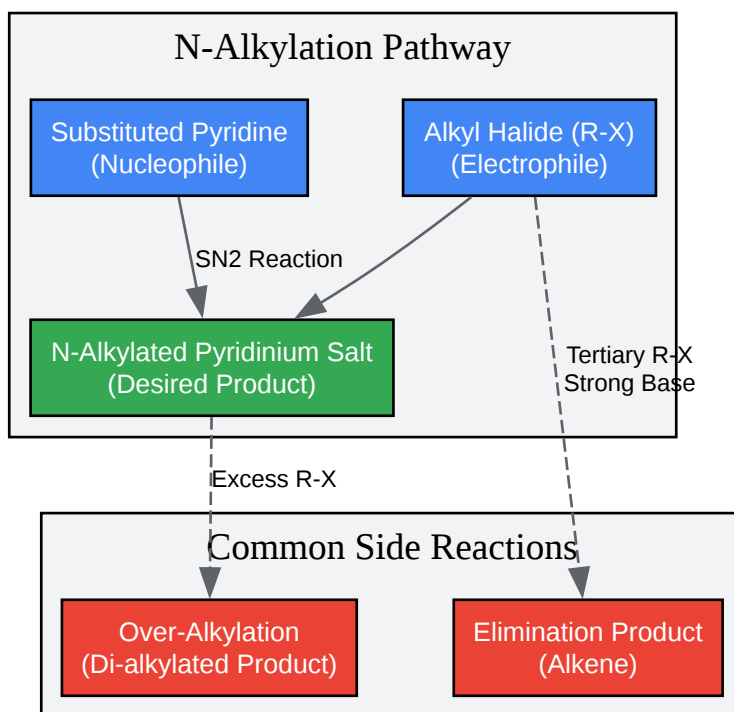 N-Alkylation Pathway
Substituted Pyridine
(Nucleophile)
Alkyl Halide (R-X)
(Electrophile)
SN2 Reaction
N-Alkylated Pyridinium Salt
(Desired Product)
Tertiary R-X
Strong Base
Excess R-X
Common Side Reactions
Over-Alkylation
(Di-alkylated Product)
Elimination Product
(Alkene)